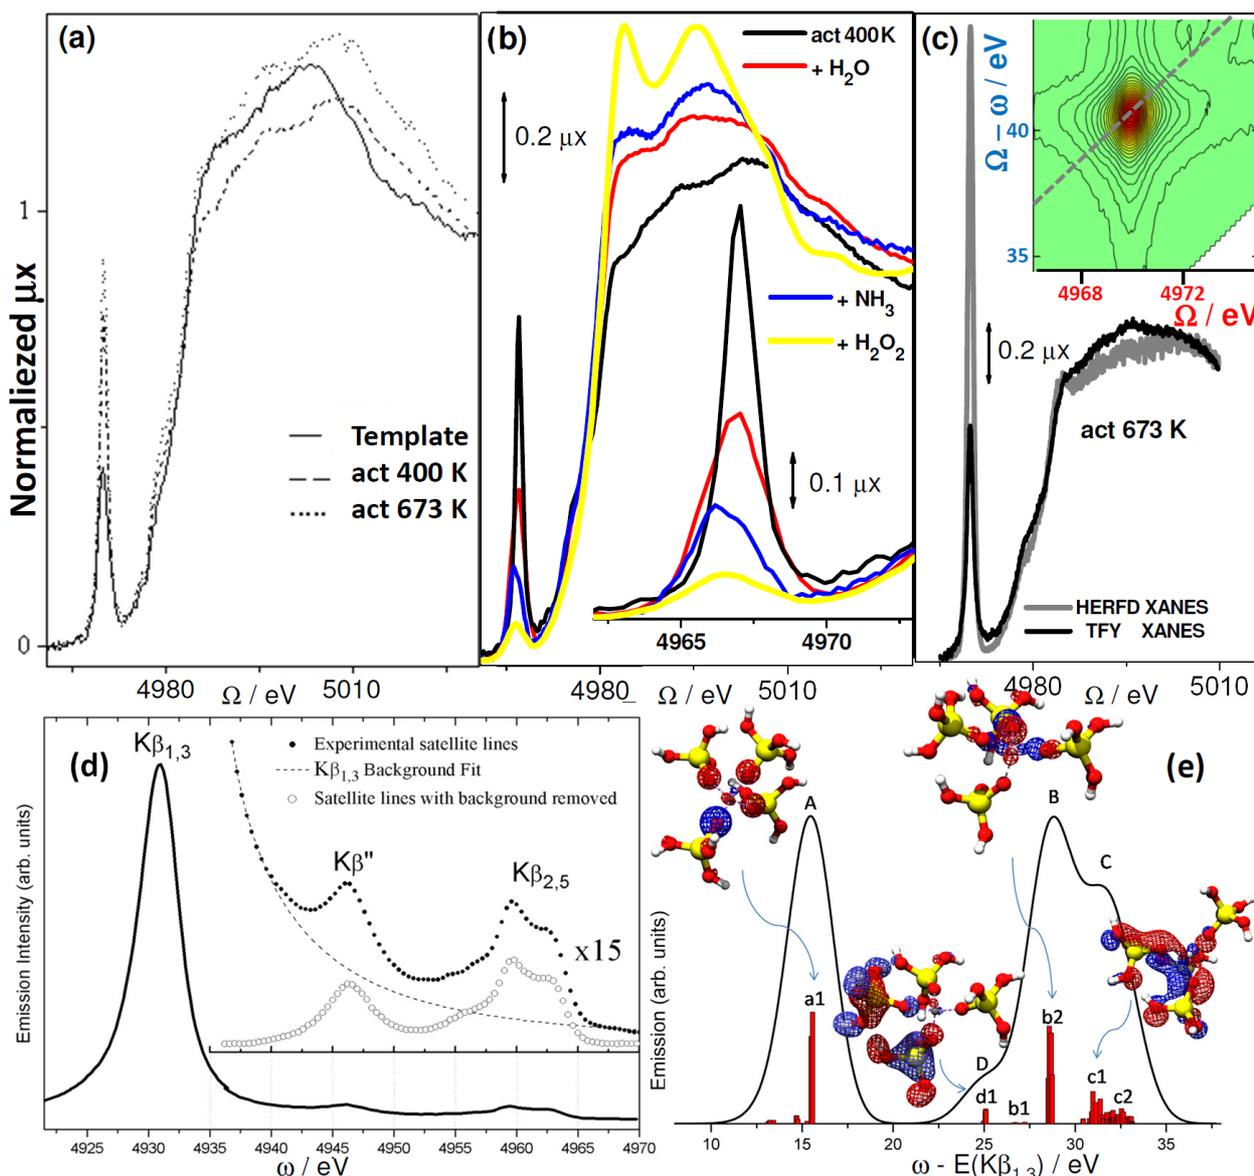 (a)
1
0
Normaliezed μx
Template
act 400 K
act 673 K
4980
5010
Ω / eV
(b)
act 400 K
+ H2O
0.2 μx
+ NH3
+ H2O2
0.1 μx
4965
4970
4980
Ω / eV
5010
(c)
Ω – ω / eV
40
35
4968
4972
Ω / eV
0.2 μx
act 673 K
HERFD XANES
TFY XANES
4980
Ω / eV
5010
(d)
Kβ1,3
Experimental satellite lines
Kβ1,3 Background Fit
Satellite lines with background removed
Kβ"
Kβ2,5
x15
Emission Intensity (arb. units)
4925 4930 4935 4940 4945 4950 4955 4960 4965 4970
ω / eV
(e)
A
B
C
D
a1
b2
c1
c2
d1
b1
Emission (arb. units)
10 15 20 25 30 35
ω - E(Kβ1,3) / eV